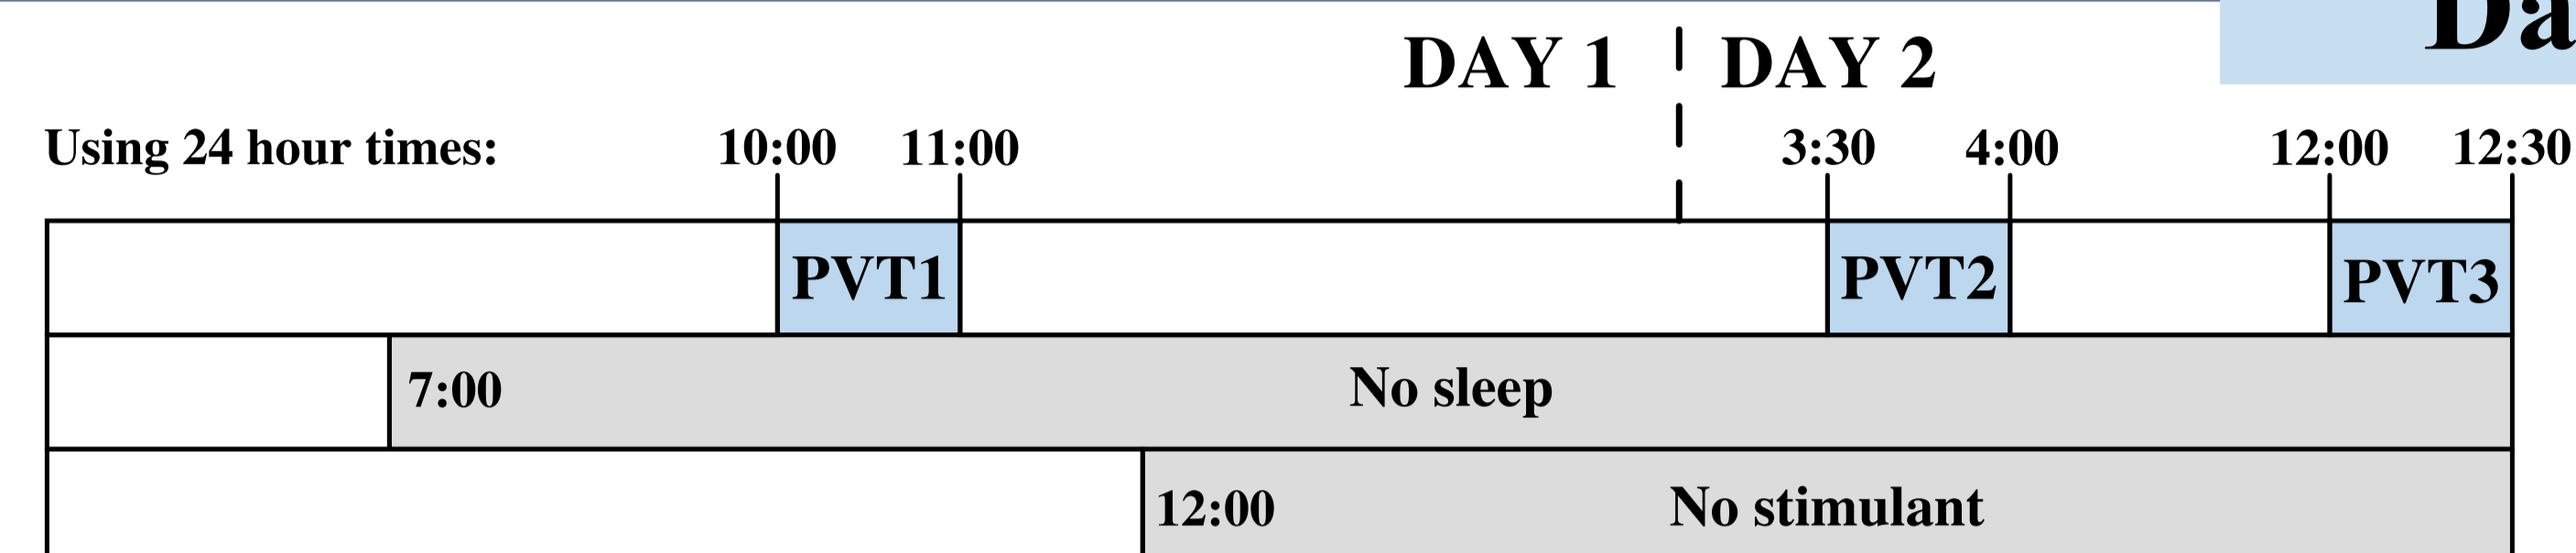 Da
DAY 1 DAY 2
Using 24 hour times: 10:00 11:00 3:30 4:00 12:00 12:30
PVT1 PVT2 PVT3
7:00 No sleep
12:00 No stimulant